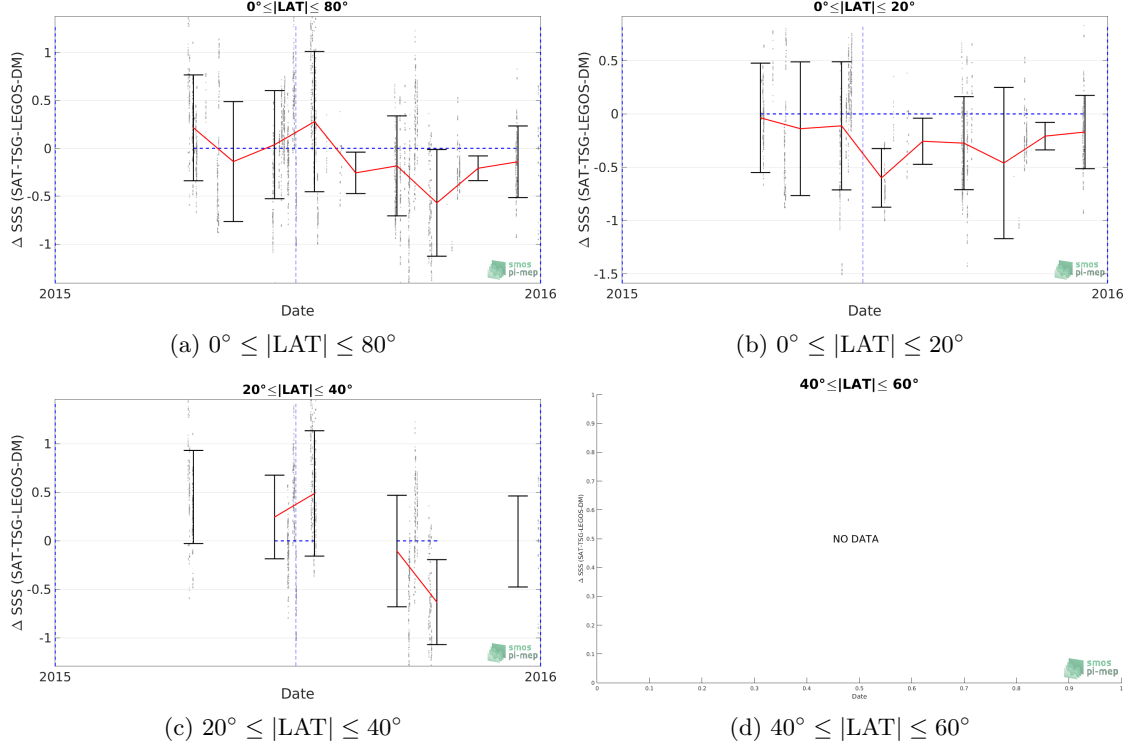 0°≤|LAT|≤ 80°
Δ SSS (SAT-TSG-LEGOS-DM)
1
0.5
0
-0.5
-1
2015
2016
Date
smos
pi-mep
(a) 0° ≤ |LAT| ≤ 80°
0°≤|LAT|≤ 20°
Δ SSS (SAT-TSG-LEGOS-DM)
0.5
0
-0.5
-1
-1.5
2015
2016
Date
smos
pi-mep
(b) 0° ≤ |LAT| ≤ 20°
20°≤|LAT|≤ 40°
Δ SSS (SAT-TSG-LEGOS-DM)
1
0.5
0
-0.5
-1
2015
2016
Date
smos
pi-mep
(c) 20° ≤ |LAT| ≤ 40°
40°≤|LAT|≤ 60°
Δ SSS (SAT-TSG-LEGOS-DM)
1
0.9
0.8
0.7
0.6
0.5
0.4
0.3
0.2
0.1
0
NO DATA
0 0.1 0.2 0.3 0.4 0.5 0.6 0.7 0.8 0.9 1
Date
smos
pi-mep
(d) 40° ≤ |LAT| ≤ 60°